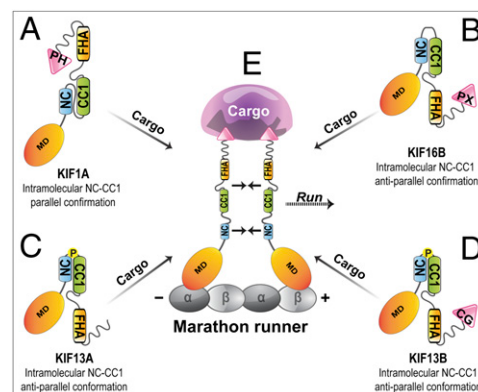 A
PH
FHA
NC
CC1
MD
KIF1A
Intramolecular NC-CC1
parallel confirmation
Cargo
B
NC
CC1
MD
FHA
PX
KIF16B
Intramolecular NC-CC1
anti-parallel confirmation
Cargo
E
Cargo
FHA
FHA
CC1
CC1
Run
NC
NC
MD
MD
− α β α β +
Marathon runner
C
P
NC
CC1
MD
FHA
KIF13A
Intramolecular NC-CC1
anti-parallel conformation
Cargo
D
P
NC
CC1
MD
FHA
CG
KIF13B
Intramolecular NC-CC1
anti-parallel conformation
Cargo